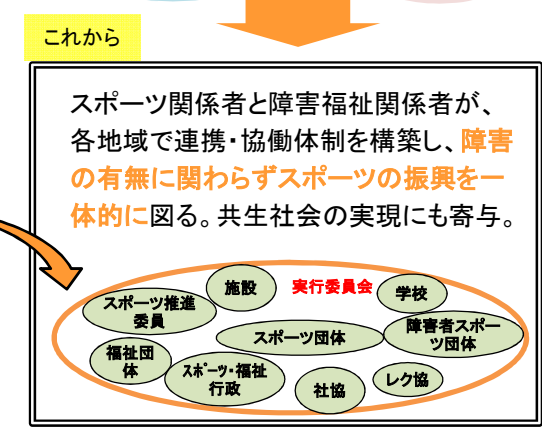 これから
スポーツ関係者と障害福祉関係者が、
各地域で連携・協働体制を構築し、障害
の有無に関わらずスポーツの振興を一
体的に図る。共生社会の実現にも寄与。
施設
実行委員会
学校
スポーツ推進
委員
スポーツ団体
障害者スポー
ツ団体
福祉団
体
スポーツ・福祉
行政
社協
レク協